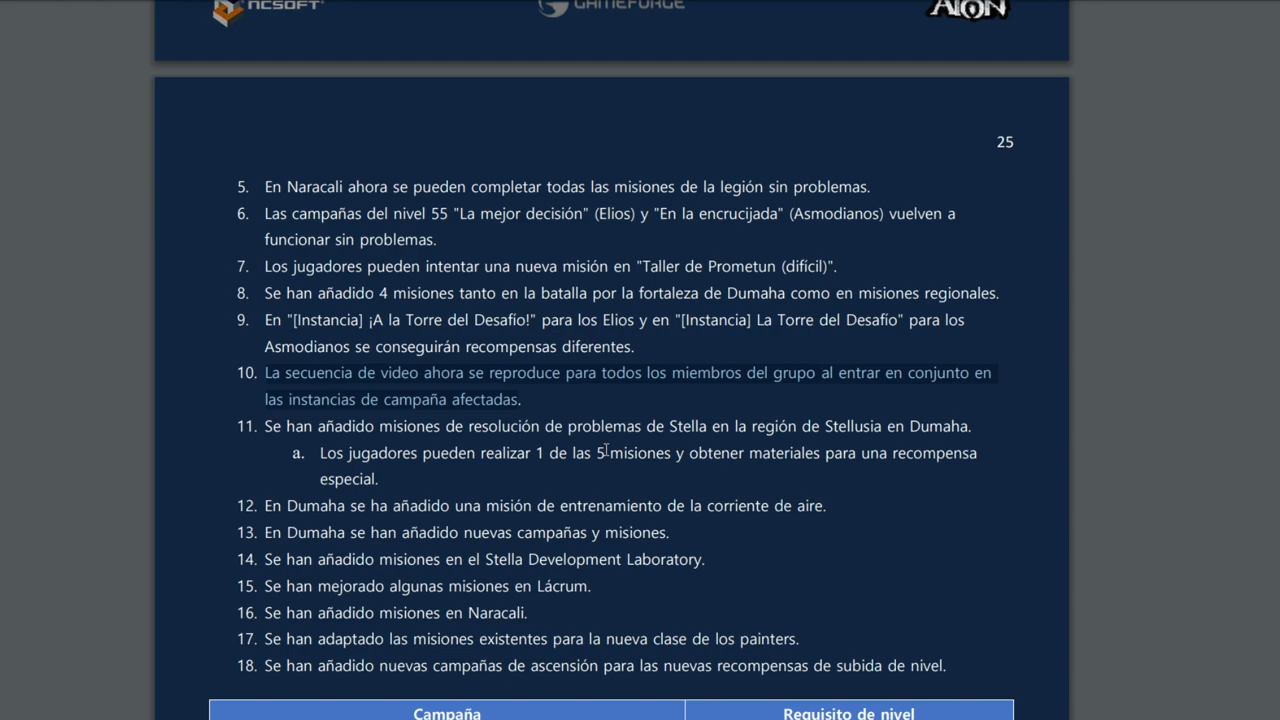 NCSOFT
GAMEFORGE
AION
25
5. En Naracali ahora se pueden completar todas las misiones de la legión sin problemas.
6. Las campañas del nivel 55 "La mejor decisión" (Elios) y "En la encrucijada" (Asmodianos) vuelven a
funcionar sin problemas.
7. Los jugadores pueden intentar una nueva misión en "Taller de Prometun (difícil)".
8. Se han añadido 4 misiones tanto en la batalla por la fortaleza de Dumaha como en misiones regionales.
9. En "[Instancia] ¡A la Torre del Desafío!" para los Elios y en "[Instancia] La Torre del Desafío" para los
Asmodianos se conseguirán recompensas diferentes.
10. La secuencia de video ahora se reproduce para todos los miembros del grupo al entrar en conjunto en
las instancias de campaña afectadas.
11. Se han añadido misiones de resolución de problemas de Stella en la región de Stellusia en Dumaha.
a. Los jugadores pueden realizar 1 de las 5 misiones y obtener materiales para una recompensa
especial.
12. En Dumaha se ha añadido una misión de entrenamiento de la corriente de aire.
13. En Dumaha se han añadido nuevas campañas y misiones.
14. Se han añadido misiones en el Stella Development Laboratory.
15. Se han mejorado algunas misiones en Lácrum.
16. Se han añadido misiones en Naracali.
17. Se han adaptado las misiones existentes para la nueva clase de los painters.
18. Se han añadido nuevas campañas de ascensión para las nuevas recompensas de subida de nivel.
Campaña
Requisito de nivel